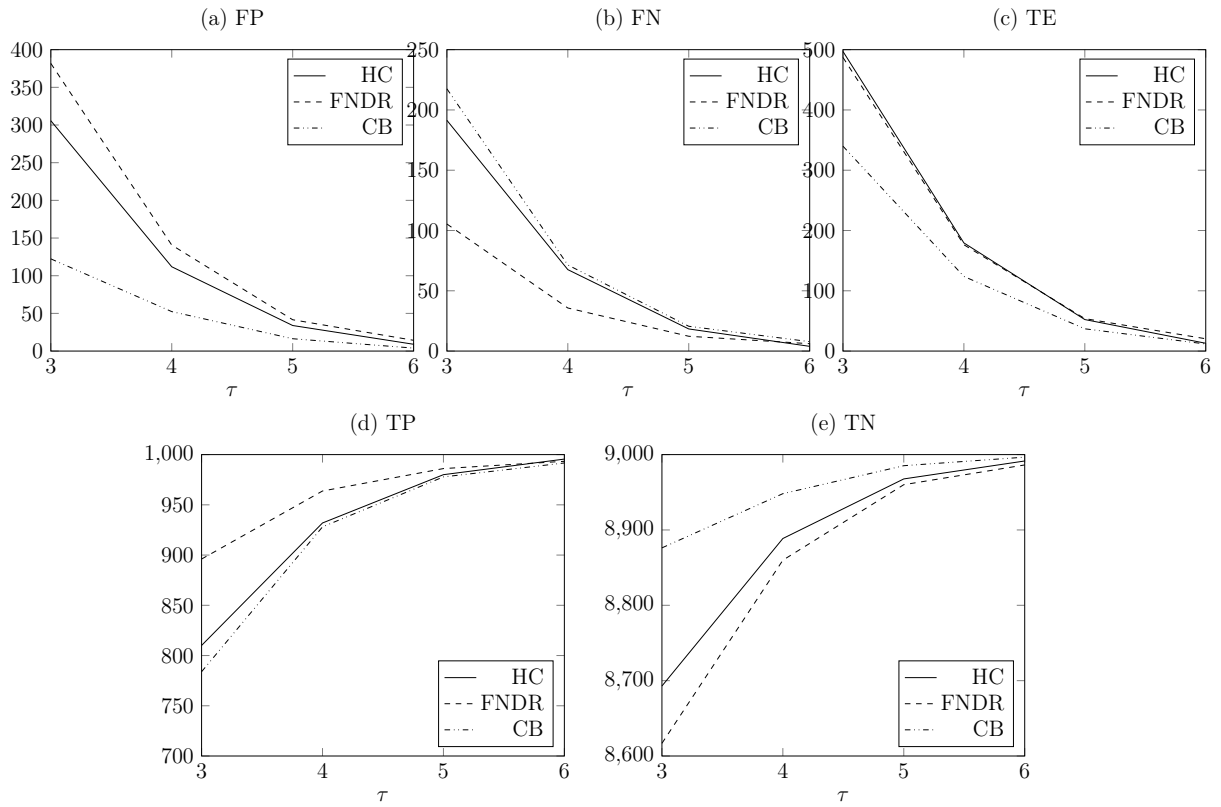 (a) FP
400
350
300
250
200
150
100
50
0
3
4
5
6
τ
HC
FNDR
CB
(b) FN
250
200
150
100
50
0
3
4
5
6
τ
HC
FNDR
CB
(c) TE
500
400
300
200
100
0
3
4
5
6
τ
HC
FNDR
CB
(d) TP
1,000
950
900
850
800
750
700
3
4
5
6
τ
HC
FNDR
CB
(e) TN
9,000
8,900
8,800
8,700
8,600
3
4
5
6
τ
HC
FNDR
CB